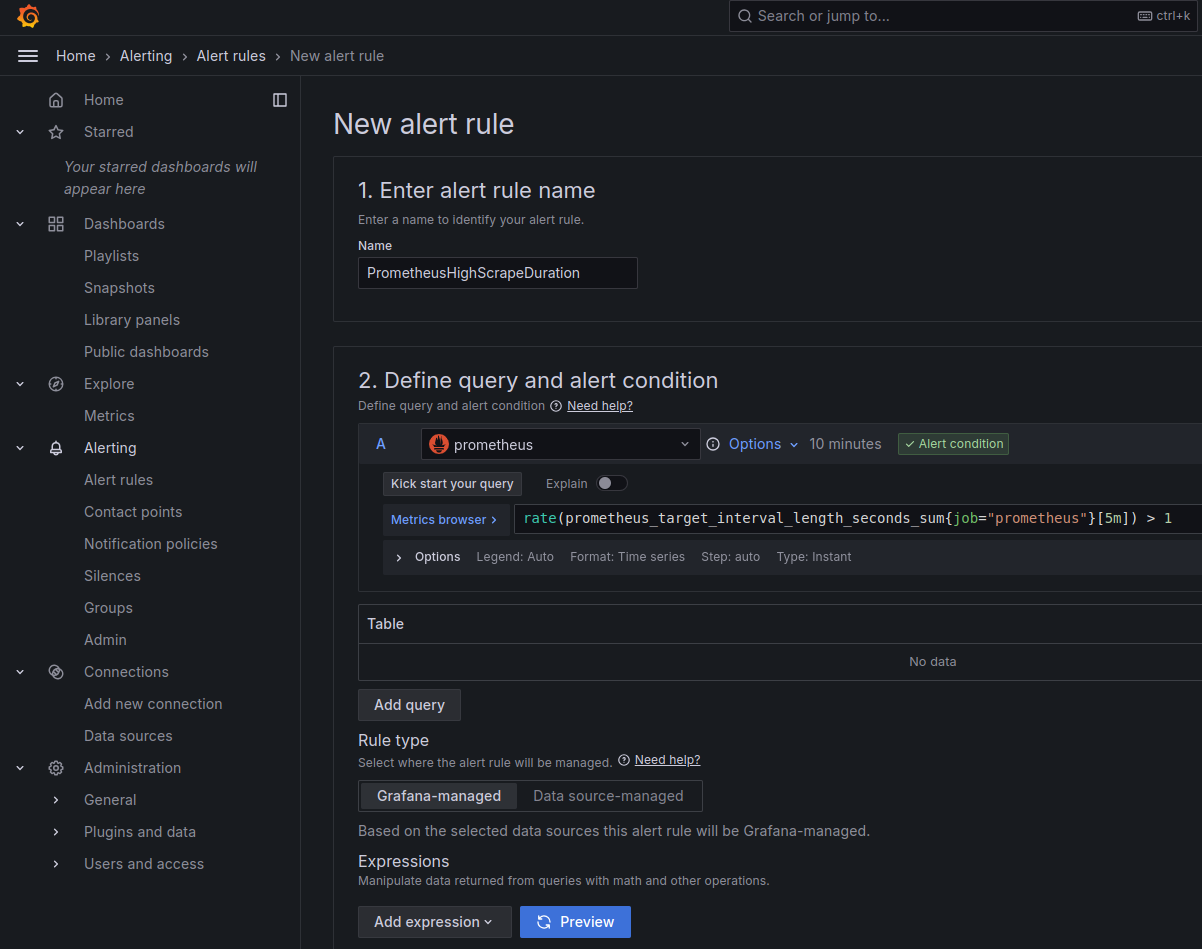 Search or jump to... ctrl+k
Home › Alerting › Alert rules › New alert rule
Home
Starred
Your starred dashboards will
appear here
Dashboards
Playlists
Snapshots
Library panels
Public dashboards
Explore
Metrics
Alerting
Alert rules
Contact points
Notification policies
Silences
Groups
Admin
Connections
Add new connection
Data sources
Administration
General
Plugins and data
Users and access
New alert rule
1. Enter alert rule name
Enter a name to identify your alert rule.
Name
PrometheusHighScrapeDuration
2. Define query and alert condition
Define query and alert condition Need help?
A prometheus Options 10 minutes Alert condition
Kick start your query Explain
Metrics browser › rate(prometheus_target_interval_length_seconds_sum{job="prometheus"}[5m]) > 1
Options Legend: Auto Format: Time series Step: auto Type: Instant
Table
No data
Add query
Rule type
Select where the alert rule will be managed. Need help?
Grafana-managed Data source-managed
Based on the selected data sources this alert rule will be Grafana-managed.
Expressions
Manipulate data returned from queries with math and other operations.
Add expression Preview